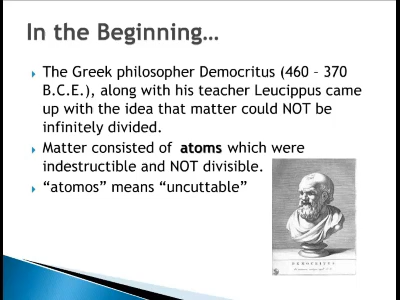 In the Beginning…
The Greek philosopher Democritus (460 – 370
B.C.E.), along with his teacher Leucippus came
up with the idea that matter could NOT be
infinitely divided.
Matter consisted of atoms which were
indestructible and NOT divisible.
“atomos” means “uncuttable”
DEMOCRITUS